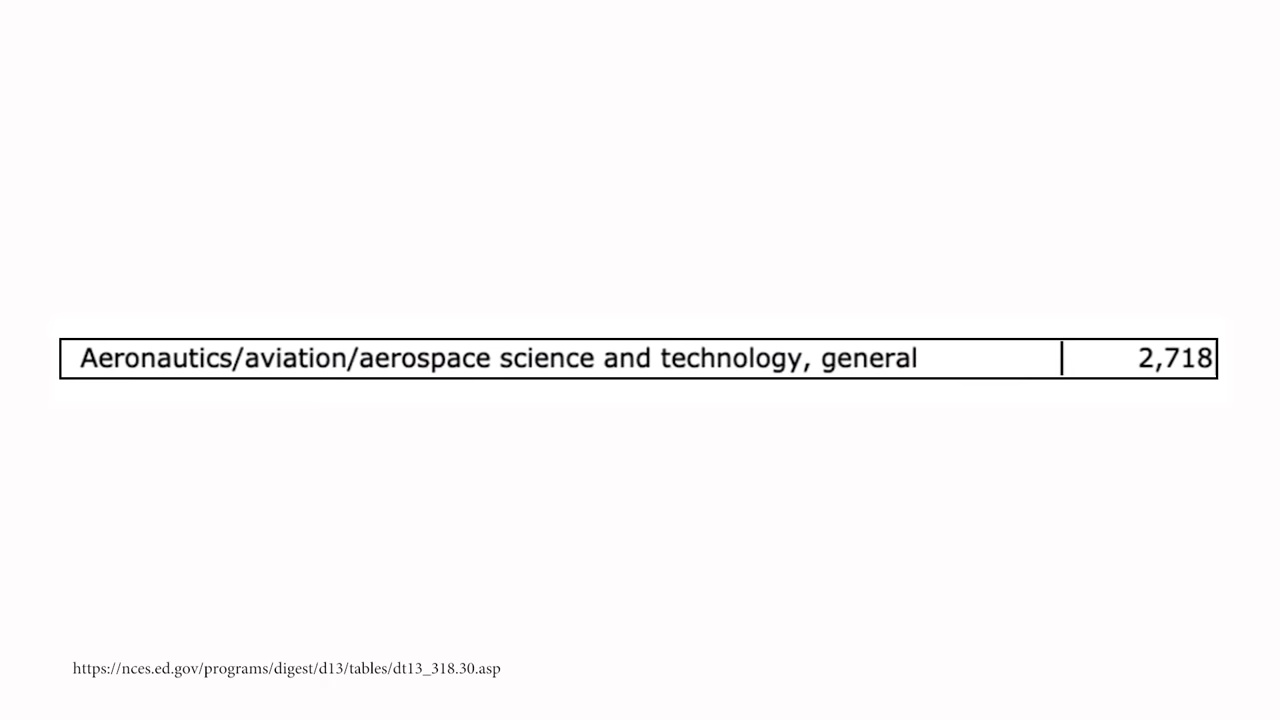 Aeronautics/aviation/aerospace science and technology, general | 2,718
https://nces.ed.gov/programs/digest/d13/tables/dt13_318.30.asp